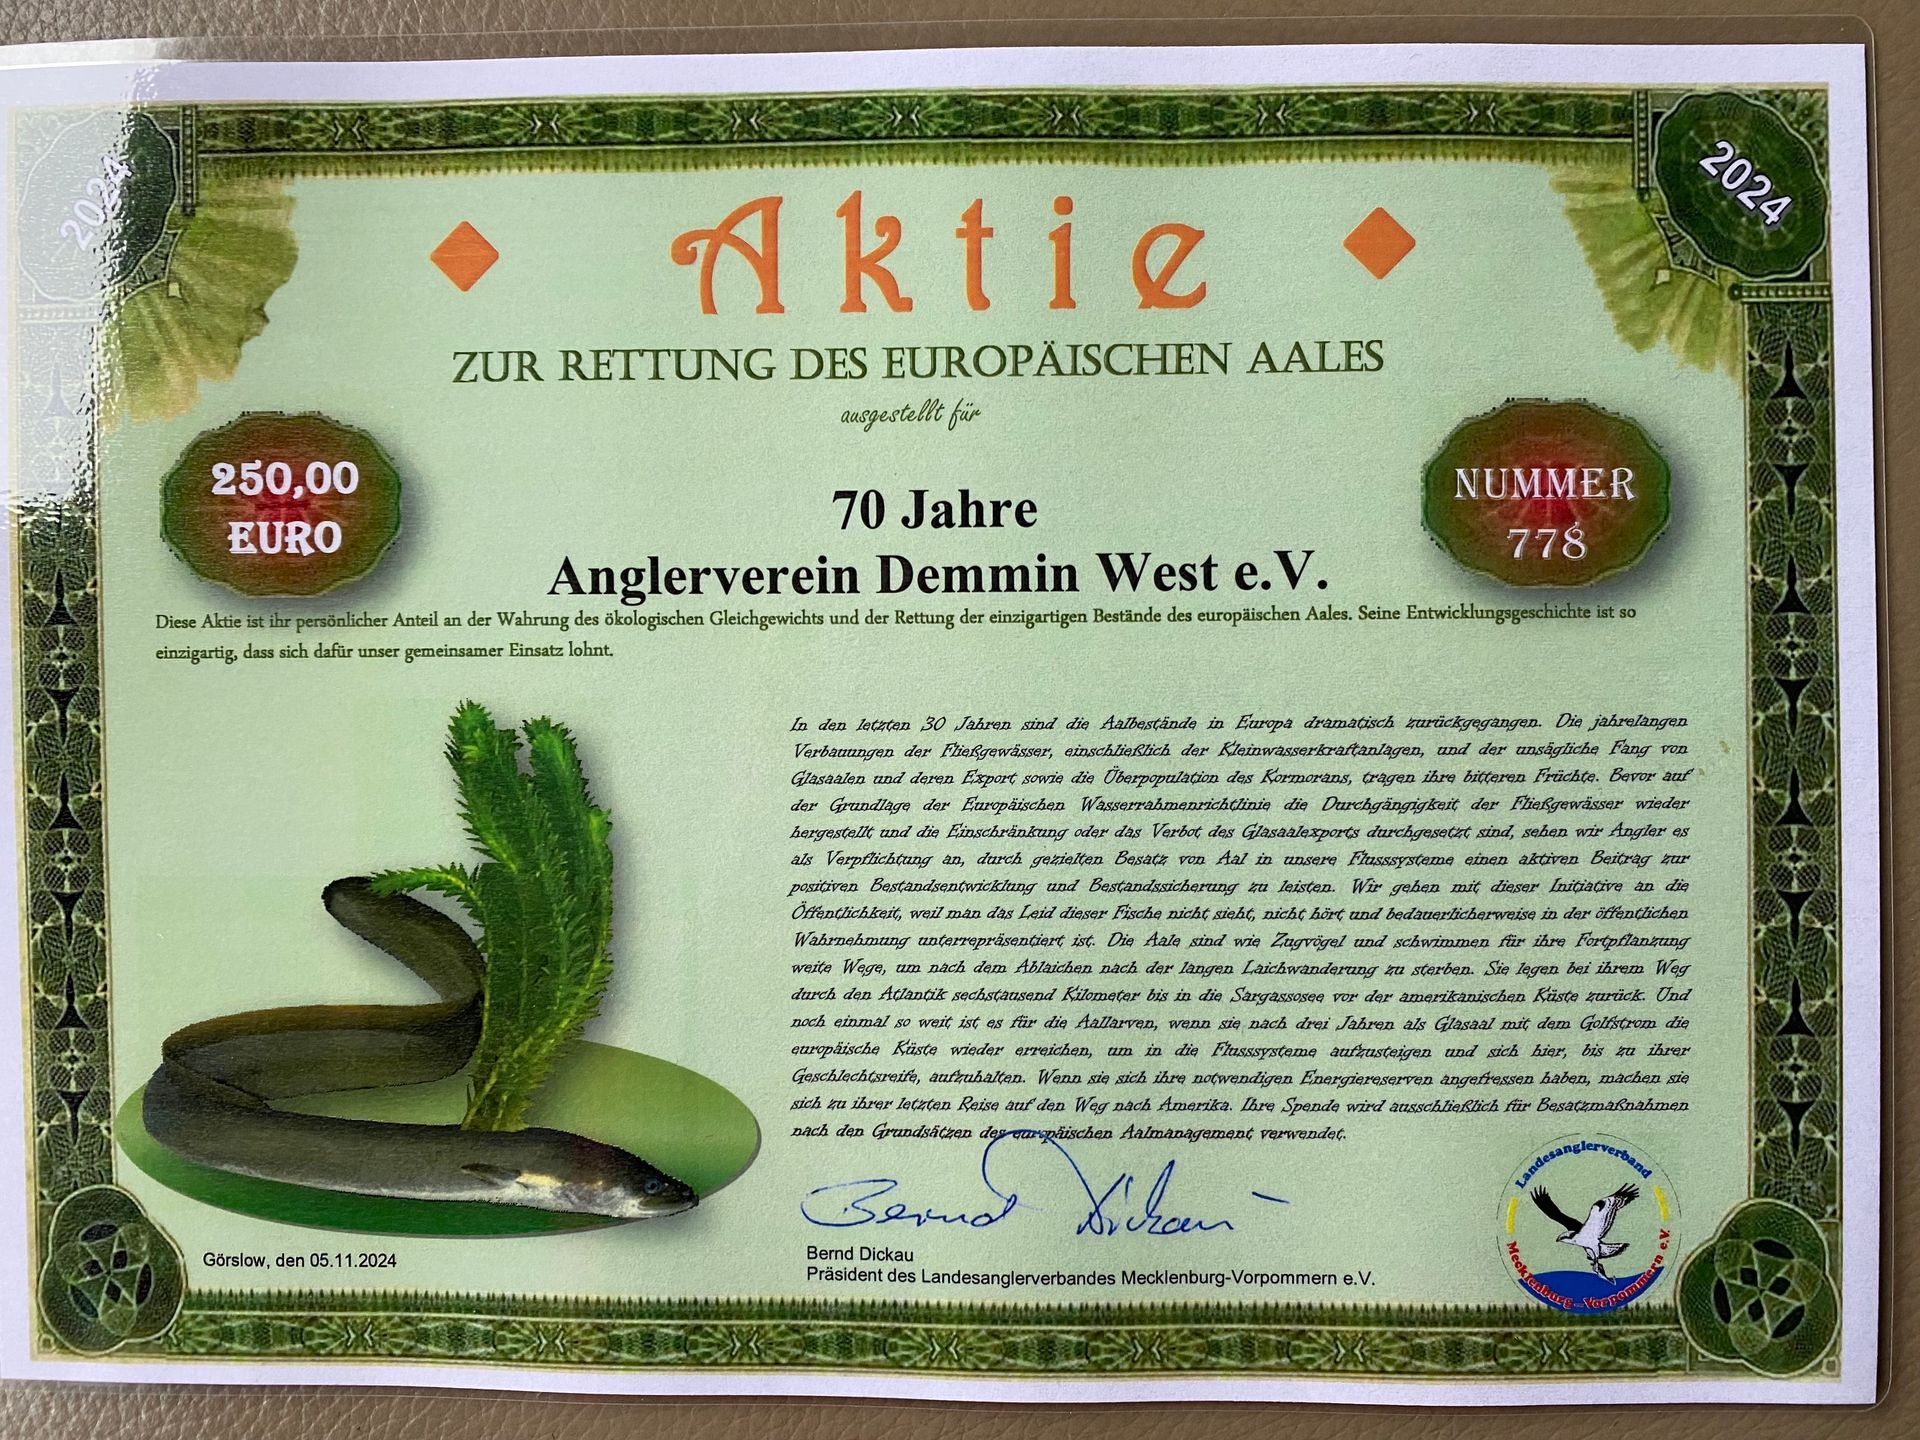 2024
2024
Aktie
ZUR RETTUNG DES EUROPÄISCHEN AALES
ausgestellt für
250,00
EURO
NUMMER
778
70 Jahre
Anglerverein Demmin West e.V.
Diese Aktie ist ihr persönlicher Anteil an der Wahrung des ökologischen Gleichgewichts und der Rettung der einzigartigen Bestände des europäischen Aales. Seine Entwicklungsgeschichte ist so
einzigartig, dass sich dafür unser gemeinsamer Einsatz lohnt.
In den letzten 30 Jahren sind die Aalbestände in Europa dramatisch zurückgegangen. Die jahrelangen
Verbauungen der Fließgewässer, einschließlich der Kleinwasserkraftanlagen, und der unsägliche Fang von
Glasaalen und deren Export sowie die Überpopulation des Kormorans, tragen ihre bitteren Früchte. Bevor auf
der Grundlage der Europäischen Wasserrahmenrichtlinie die Durchgängigkeit der Fließgewässer wieder
hergestellt und die Einschränkung oder das Verbot des Glasaalexports durchgesetzt sind, sehen wir Angler es
als Verpflichtung an, durch gezielten Besatz von Aal in unsere Flusssysteme einen aktiven Beitrag zur
positiven Bestandsentwicklung und Bestandssicherung zu leisten. Wir gehen mit dieser Initiative an die
Öffentlichkeit, weil man das Leid dieser Fische nicht sieht, nicht hört und bedauerlicherweise in der öffentlichen
Wahrnehmung unterrepräsentiert ist. Die Aale sind wie Zugvögel und schwimmen für ihre Fortpflanzung
weite Wege, um nach dem Ablaichen nach der langen Laichwanderung zu sterben. Sie legen bei ihrem Weg
durch den Atlantik sechstausend Kilometer bis in die Sargassosee vor der amerikanischen Küste zurück. Und
noch einmal so weit ist es für die Aallarven, wenn sie nach drei Jahren als Glasaal mit dem Golfstrom die
europäische Küste wieder erreichen, um in die Flusssysteme aufzusteigen und sich hier, bis zu ihrer
Geschlechtsreife, aufzuhalten. Wenn sie sich ihre notwendigen Energiereserven angefressen haben, machen sie
sich zu ihrer letzten Reise auf den Weg nach Amerika. Ihre Spende wird ausschließlich für Besatzmaßnahmen
nach den Grundsätzen des europäischen Aalmanagement verwendet.
Bernd Dickau
Görslow, den 05.11.2024
Bernd Dickau
Präsident des Landesanglerverbandes Mecklenburg-Vorpommern e.V.
Landesanglerverband
Mecklenburg-Vorpommern e.V.